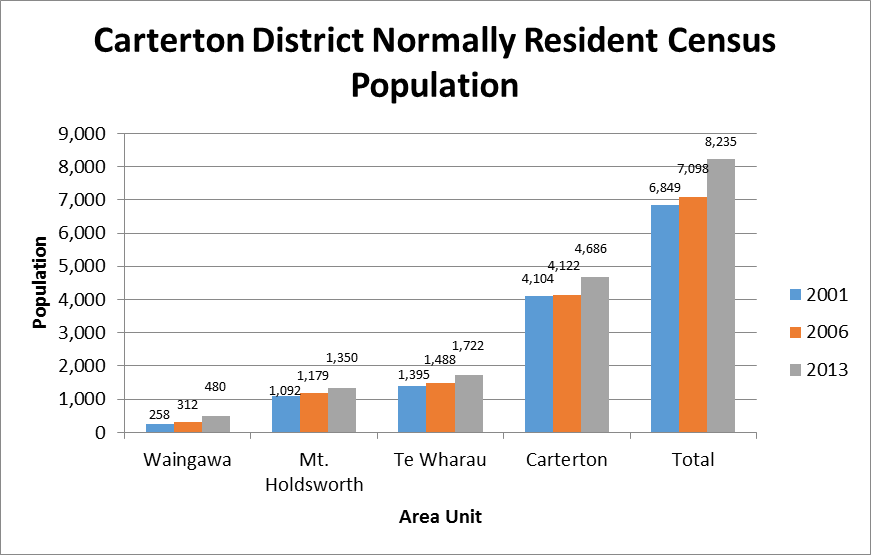 Carterton District Normally Resident Census
Population
9,000
8,000
7,000
6,000
5,000
4,000
3,000
2,000
1,000
0
Population
258
312
480
1,092
1,179
1,350
1,395
1,488
1,722
4,104
4,122
4,686
6,849
7,098
8,235
Waingawa
Mt.
Holdsworth
Te Wharau
Carterton
Total
Area Unit
2001
2006
2013